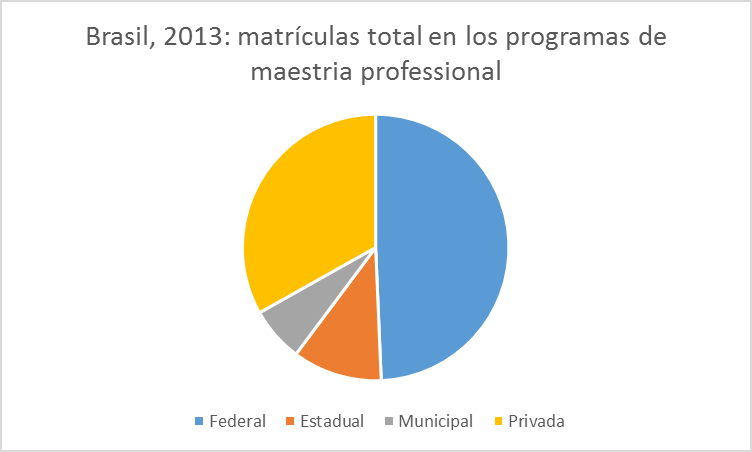 Brasil, 2013: matrículas total en los programas de
maestria professional
Federal
Estadual
Municipal
Privada